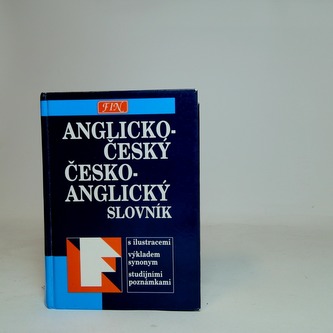 FIN
ANGLICKO-
ČESKÝ
ČESKO-
ANGLICKÝ
SLOVNÍK
s ilustracemi
výkladem
synonym
studijními
poznámkami